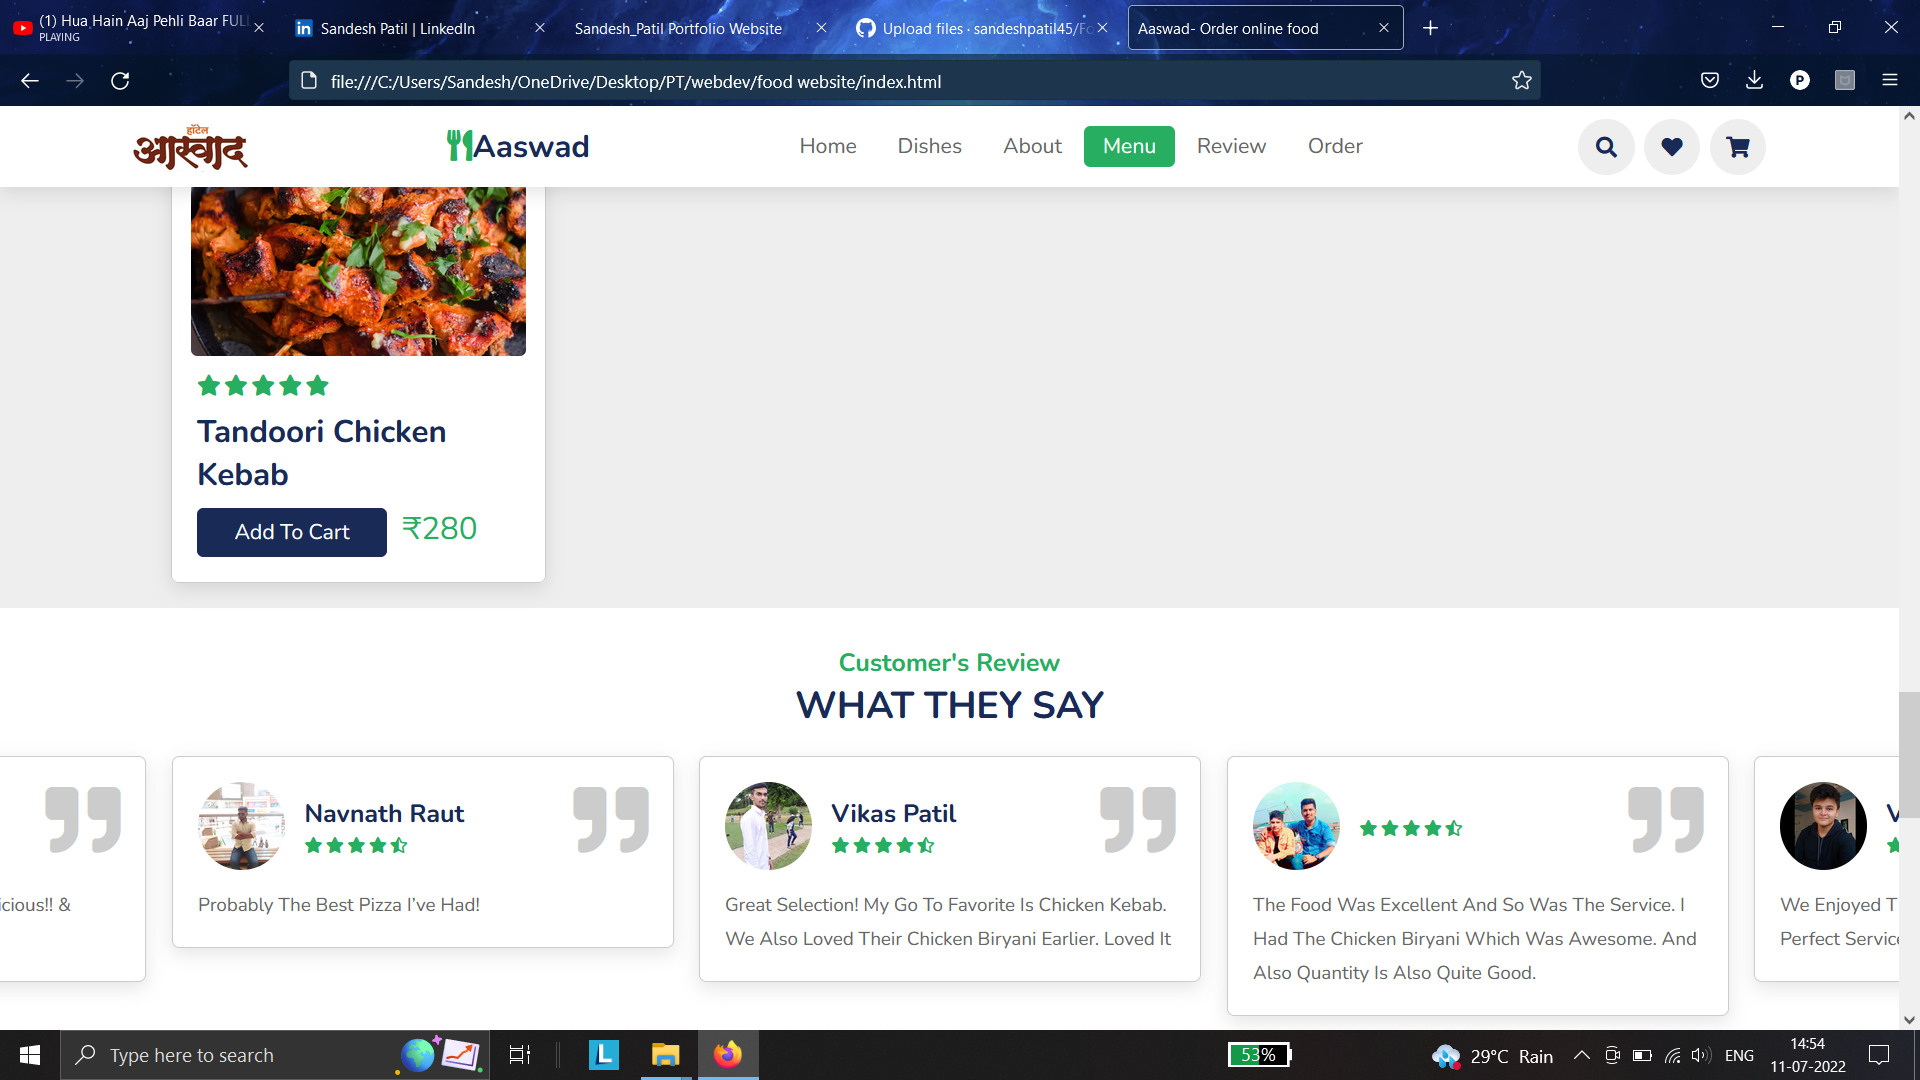 (1) Hua Hain Aaj Pehli Baar FULL
PLAYING
Sandesh Patil | LinkedIn
Sandesh_Patil Portfolio Website
Upload files · sandeshpatil45/Fo
Aaswad- Order online food
file:///C:/Users/Sandesh/OneDrive/Desktop/PT/webdev/food website/index.html
हॉटेल
आस्वाद
Aaswad
Home
Dishes
About
Menu
Review
Order
Tandoori Chicken
Kebab
Add To Cart
₹280
Customer's Review
WHAT THEY SAY
icious!! &
Navnath Raut
Probably The Best Pizza I’ve Had!
Vikas Patil
Great Selection! My Go To Favorite Is Chicken Kebab.
We Also Loved Their Chicken Biryani Earlier. Loved It
The Food Was Excellent And So Was The Service. I
Had The Chicken Biryani Which Was Awesome. And
Also Quantity Is Also Quite Good.
V
We Enjoyed T
Perfect Service
Type here to search
L
53%
29°C Rain
ENG
14:54
11-07-2022